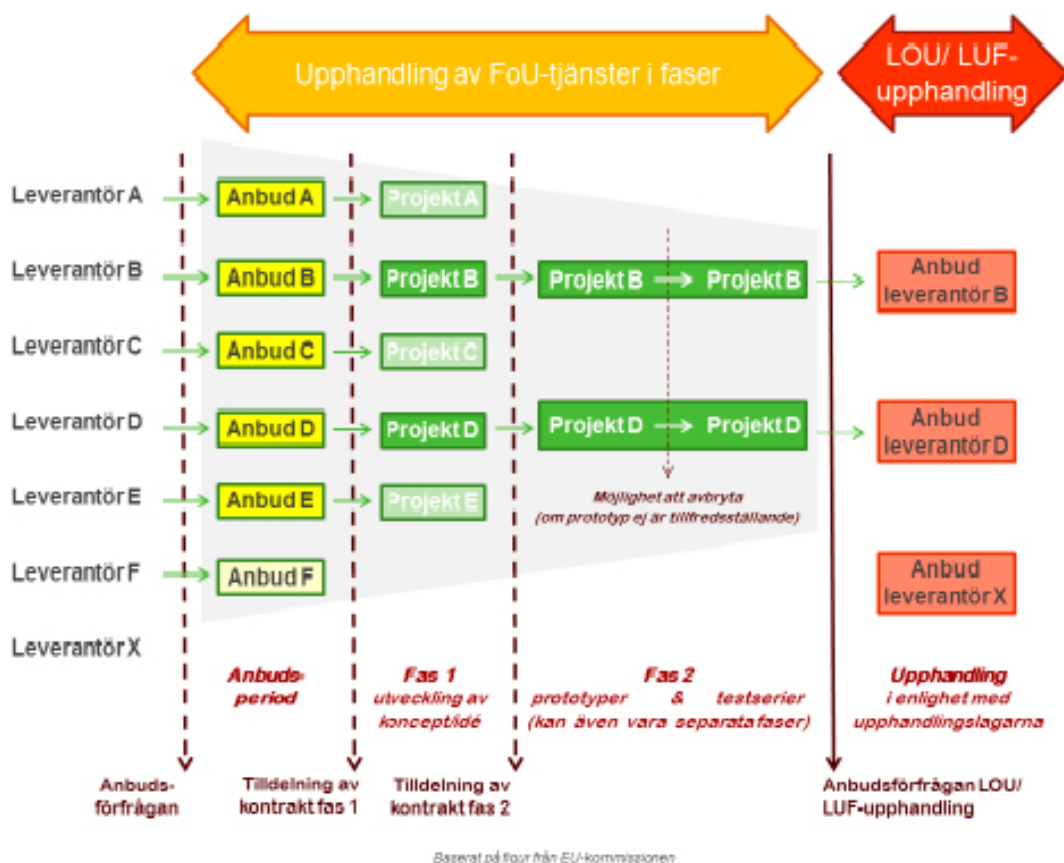 Upphandling av FoU-tjänster i faser
LOU/ LUF-
upphandling
Leverantör A
Anbud A
Projekt A
Leverantör B
Anbud B
Projekt B
Projekt B
Projekt B
Anbud
leverantör B
Leverantör C
Anbud C
Projekt C
Leverantör D
Anbud D
Projekt D
Projekt D
Projekt D
Anbud
leverantör D
Leverantör E
Anbud E
Projekt E
Möjlighet att avbryta
(om prototyp ej är tillfredsställande)
Leverantör F
Anbud F
Anbud
leverantör X
Leverantör X
Anbuds-
period
Fas 1
utveckling av
koncept/idé
Fas 2
prototyper & testserier
(kan även vara separata faser)
Upphandling
i enlighet med
upphandlingslagarna
Anbuds-
förfrågan
Tilldelning av
kontrakt fas 1
Tilldelning av
kontrakt fas 2
Anbudsförfrågan LOU/
LUF-upphandling
Baserat på figur från EU-kommissionen